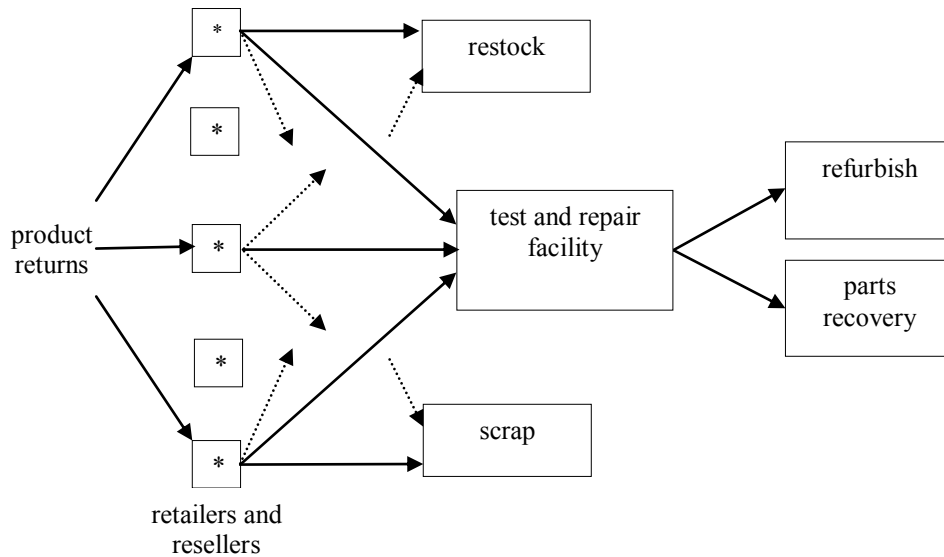 *
restock
*
refurbish
test and repair
facility
product
returns
*
parts
recovery
*
scrap
*
retailers and
resellers